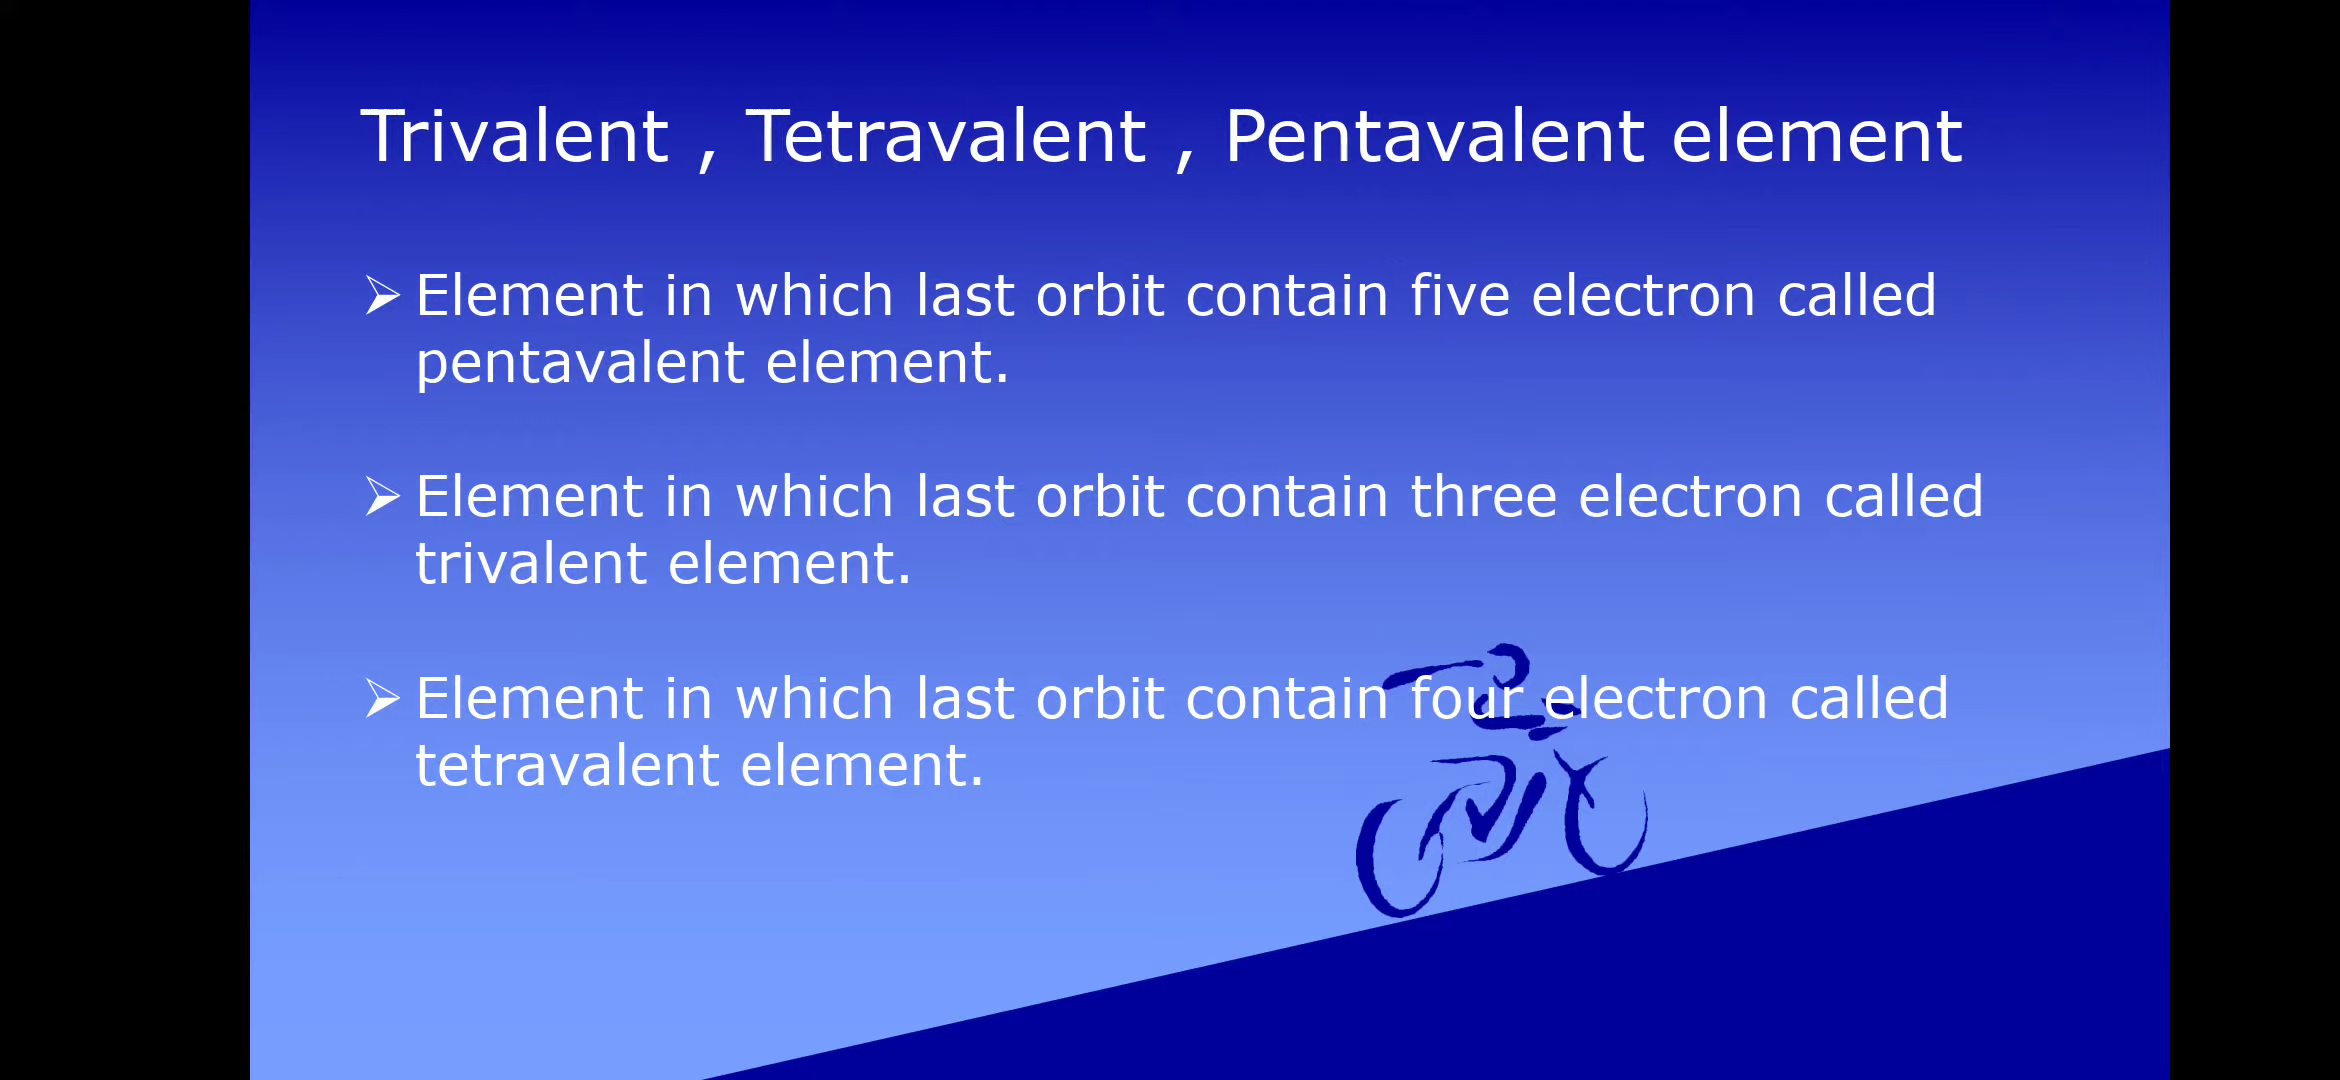 Trivalent , Tetravalent , Pentavalent element
➢ Element in which last orbit contain five electron called
pentavalent element.
➢ Element in which last orbit contain three electron called
trivalent element.
➢ Element in which last orbit contain four electron called
tetravalent element.